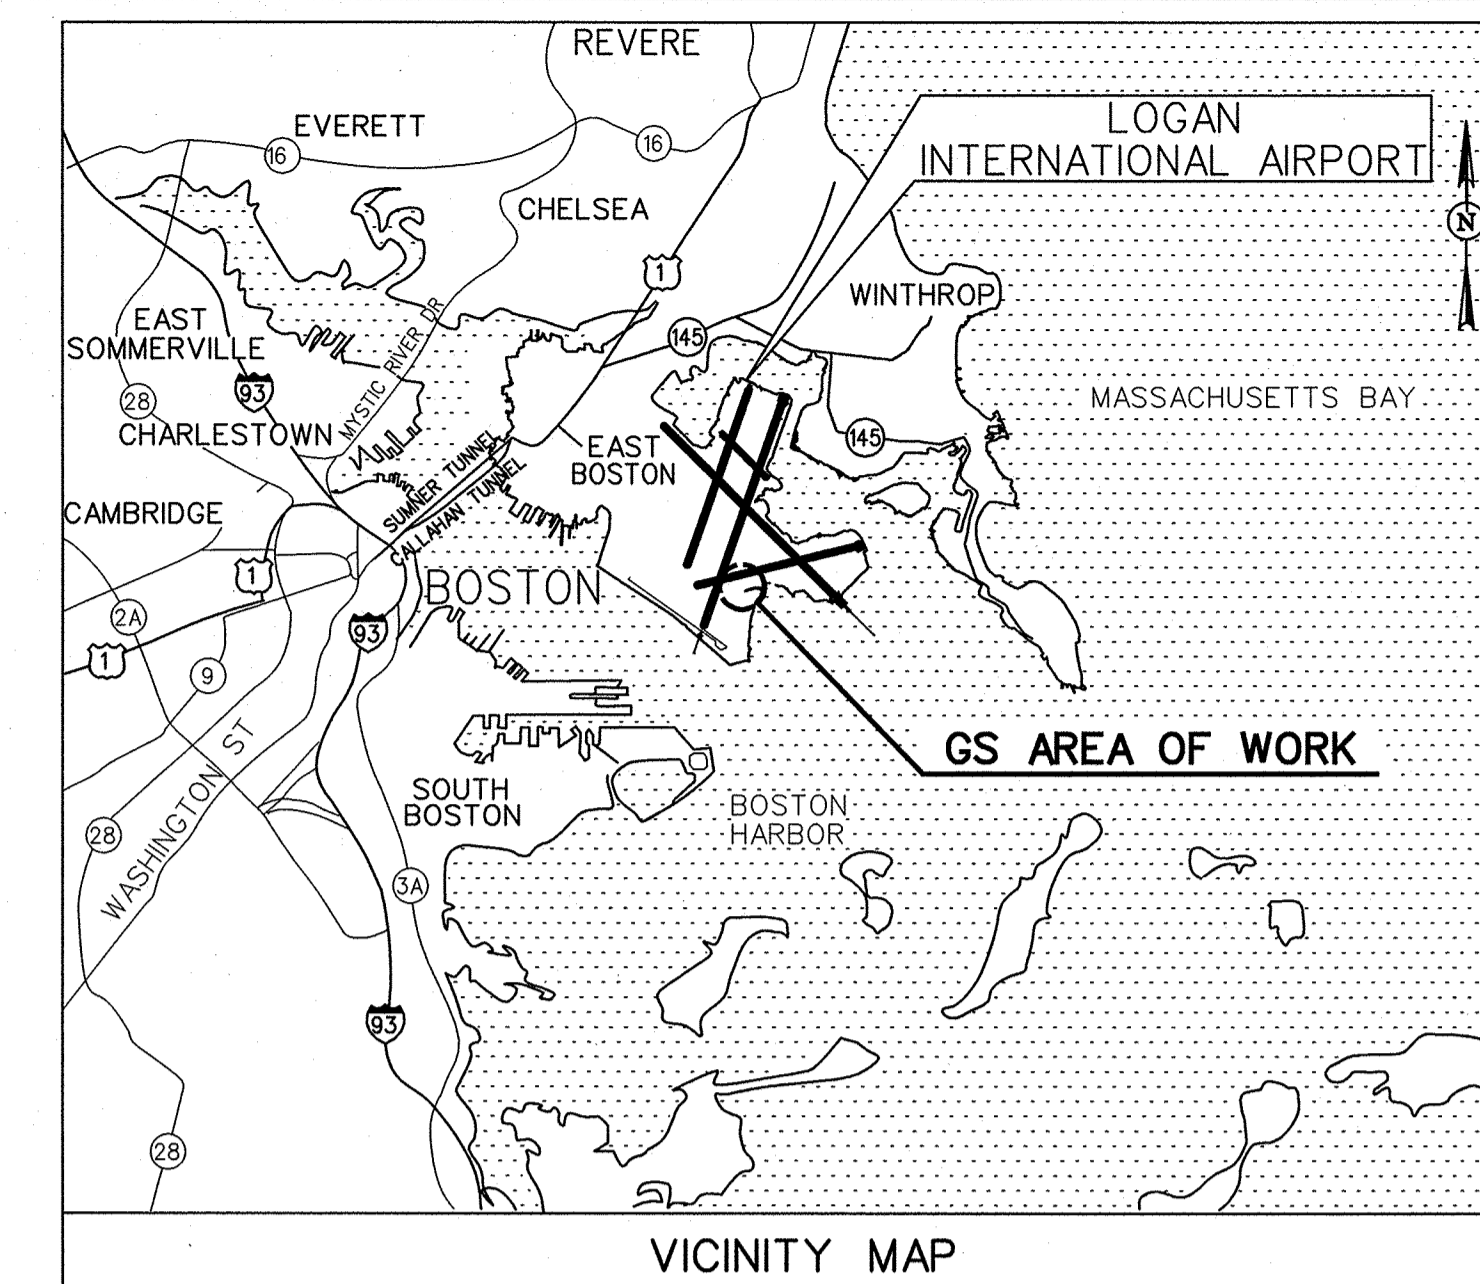 REVERE
LOGAN
INTERNATIONAL AIRPORT
EVERETT
16
16
CHELSEA
N
1
WINTHROP
EAST
SOMMERVILLE
145
MYSTIC RIVER DR
93
28
MASSACHUSETTS BAY
CHARLESTOWN
145
EAST
BOSTON
SUMNER TUNNEL
CALLAHAN TUNNEL
CAMBRIDGE
1
BOSTON
2A
93
1
9
GS AREA OF WORK
WASHINGTON ST
SOUTH
BOSTON
BOSTON
HARBOR
28
3A
93
28
VICINITY MAP